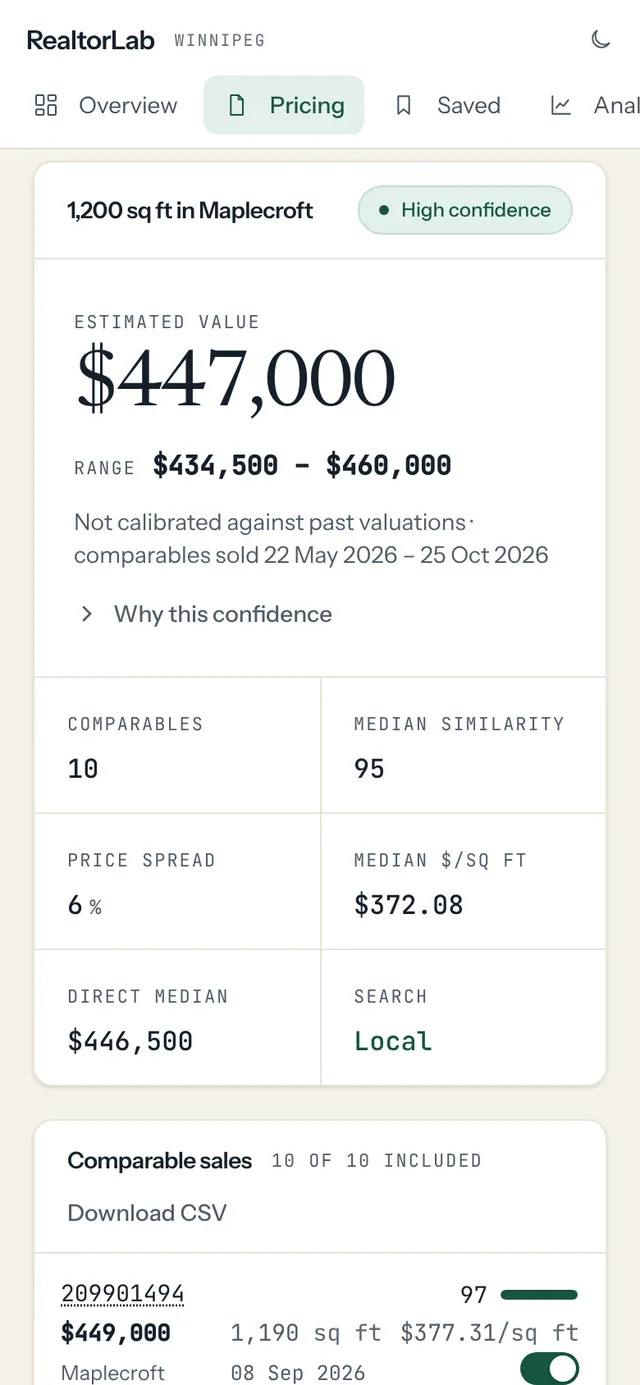 RealtorLab WINNIPEG
Overview Pricing Saved Anal
1,200 sq ft in Maplecroft High confidence
ESTIMATED VALUE
$447,000
RANGE $434,500 – $460,000
Not calibrated against past valuations ·
comparables sold 22 May 2026 – 25 Oct 2026
Why this confidence
COMPARABLES
10
MEDIAN SIMILARITY
95
PRICE SPREAD
6 %
MEDIAN $/SQ FT
$372.08
DIRECT MEDIAN
$446,500
SEARCH
Local
Comparable sales 10 OF 10 INCLUDED
Download CSV
209901494 97
$449,000 1,190 sq ft $377.31/sq ft
Maplecroft 08 Sep 2026